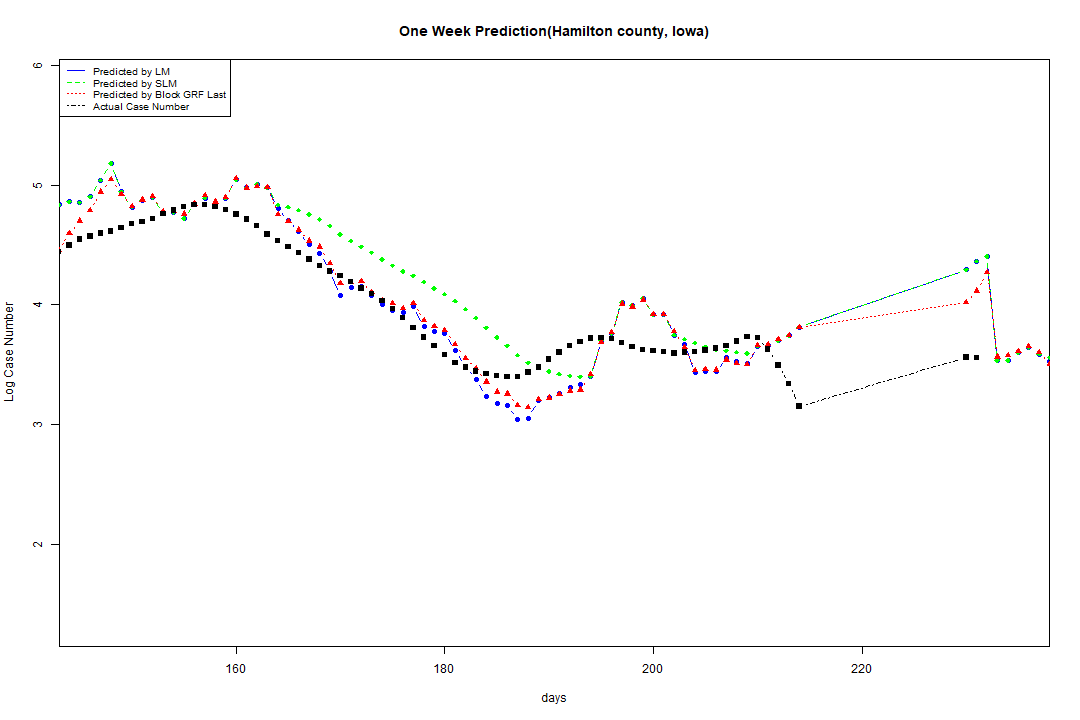 One Week Prediction(Hamilton county, Iowa)
Predicted by LM
Predicted by SLM
Predicted by Block GRF Last
Actual Case Number
6
5
4
3
2
Log Case Number
160 180 200 220
days